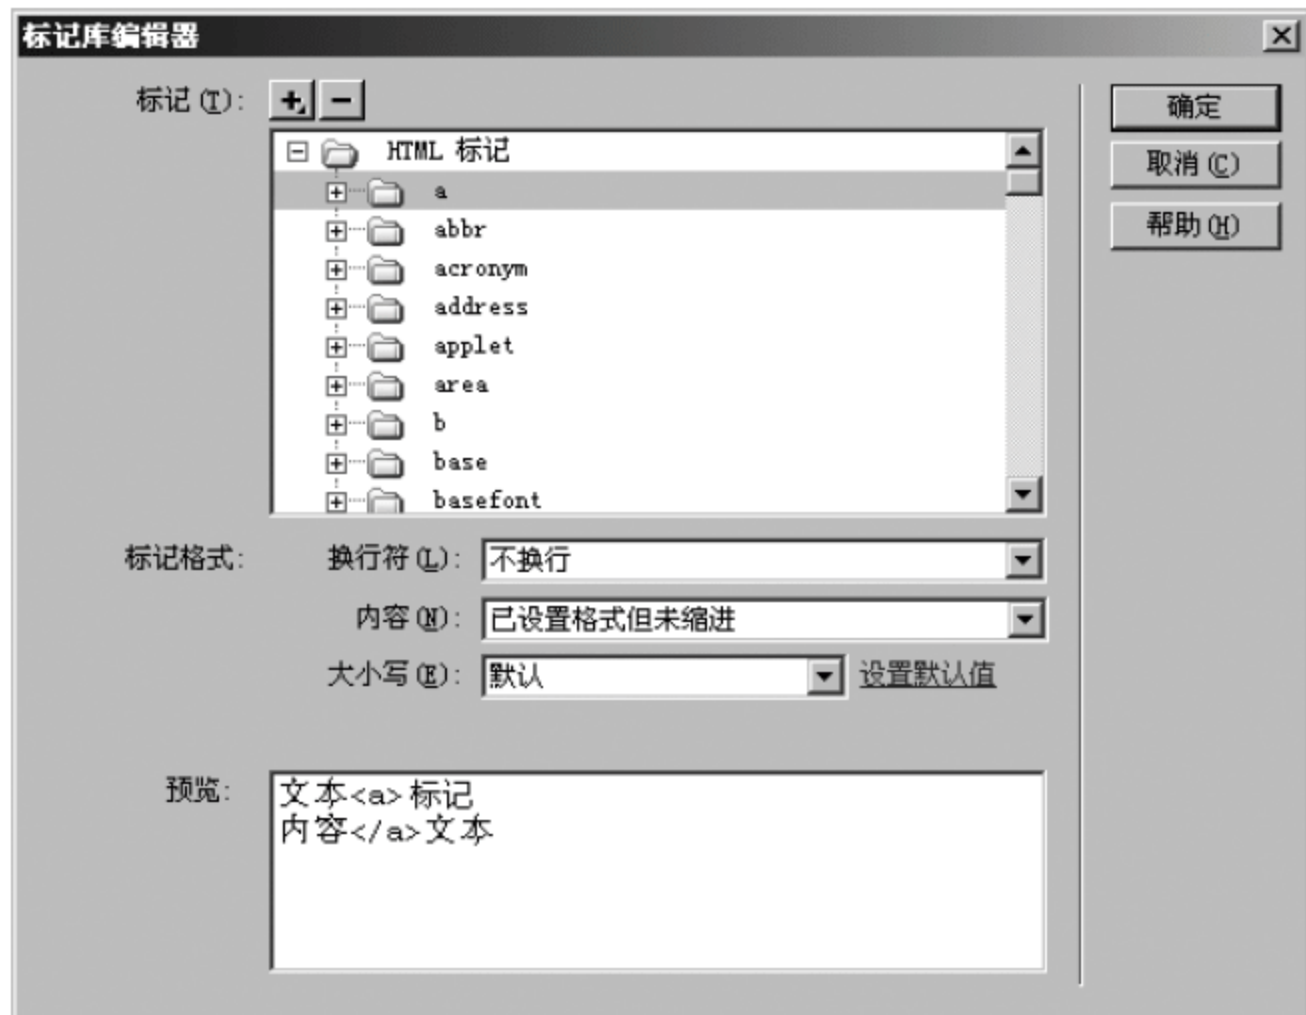 标记库编辑器
标记(T):
HTML 标记
a
abbr
acronym
address
applet
area
b
base
basefont
标记格式:
换行符(L): 不换行
内容(N): 已设置格式但未缩进
大小写(E): 默认 设置默认值
预览:
文本<a>标记
内容</a>文本
确定
取消(C)
帮助(H)